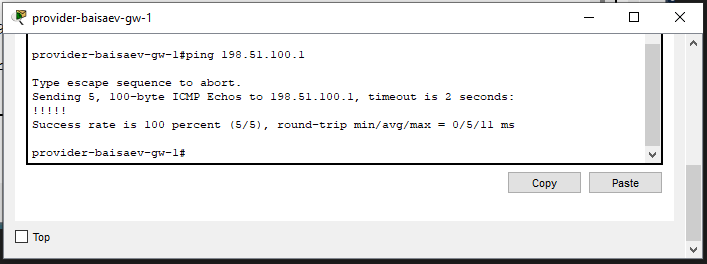 provider-baisaev-gw-1
provider-baisaev-gw-1#ping 198.51.100.1
Type escape sequence to abort.
Sending 5, 100-byte ICMP Echos to 198.51.100.1, timeout is 2 seconds:
!!!!!
Success rate is 100 percent (5/5), round-trip min/avg/max = 0/5/11 ms
provider-baisaev-gw-1#
Copy Paste
Top